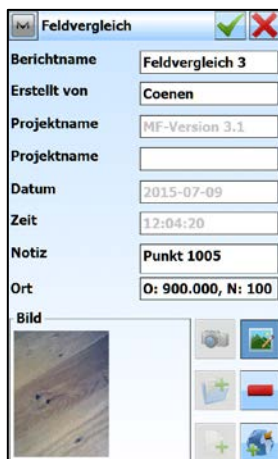 Feldvergleich
Berichtname Feldvergleich 3
Erstellt von Coenen
Projektname MF-Version 3.1
Projektname
Datum 2015-07-09
Zeit 12:04:20
Notiz Punkt 1005
Ort O: 900.000, N: 100
Bild